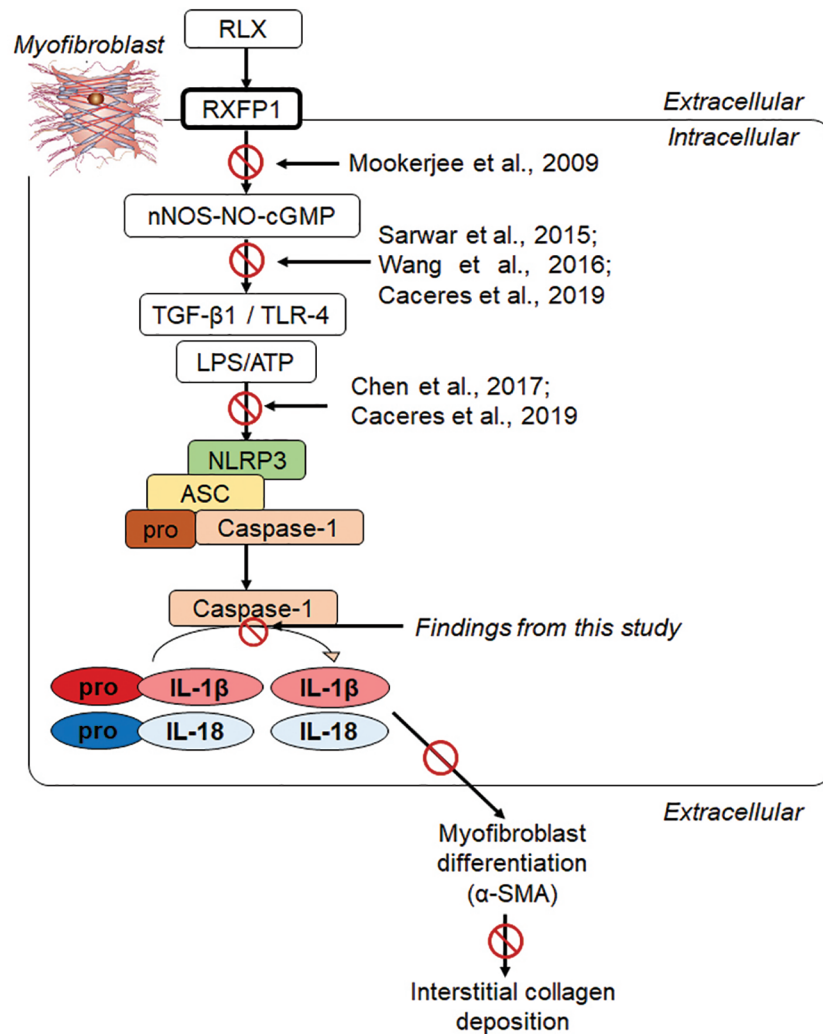 RLX
Myofibroblast
RXFP1
Extracellular
Intracellular
Mookerjee et al., 2009
nNOS-NO-cGMP
Sarwar et al., 2015;
Wang et al., 2016;
Caceres et al., 2019
TGF-β1 / TLR-4
LPS/ATP
Chen et al., 2017;
Caceres et al., 2019
NLRP3
ASC
pro Caspase-1
Caspase-1
Findings from this study
pro IL-1β IL-1β
pro IL-18 IL-18
Extracellular
Myofibroblast
differentiation
(α-SMA)
Interstitial collagen
deposition